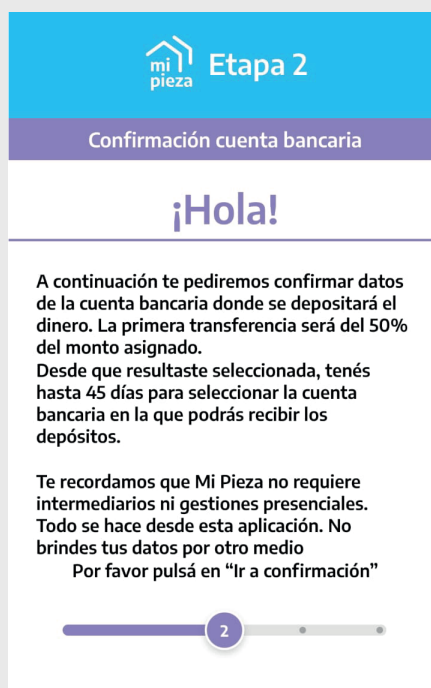 mi
pieza
Etapa 2
Confirmación cuenta bancaria
¡Hola!
A continuación te pediremos confirmar datos
de la cuenta bancaria donde se depositará el
dinero. La primera transferencia será del 50%
del monto asignado.
Desde que resultaste seleccionada, tenés
hasta 45 días para seleccionar la cuenta
bancaria en la que podrás recibir los
depósitos.
Te recordamos que Mi Pieza no requiere
intermediarios ni gestiones presenciales.
Todo se hace desde esta aplicación. No
brindes tus datos por otro medio
Por favor pulsá en “Ir a confirmación”
2